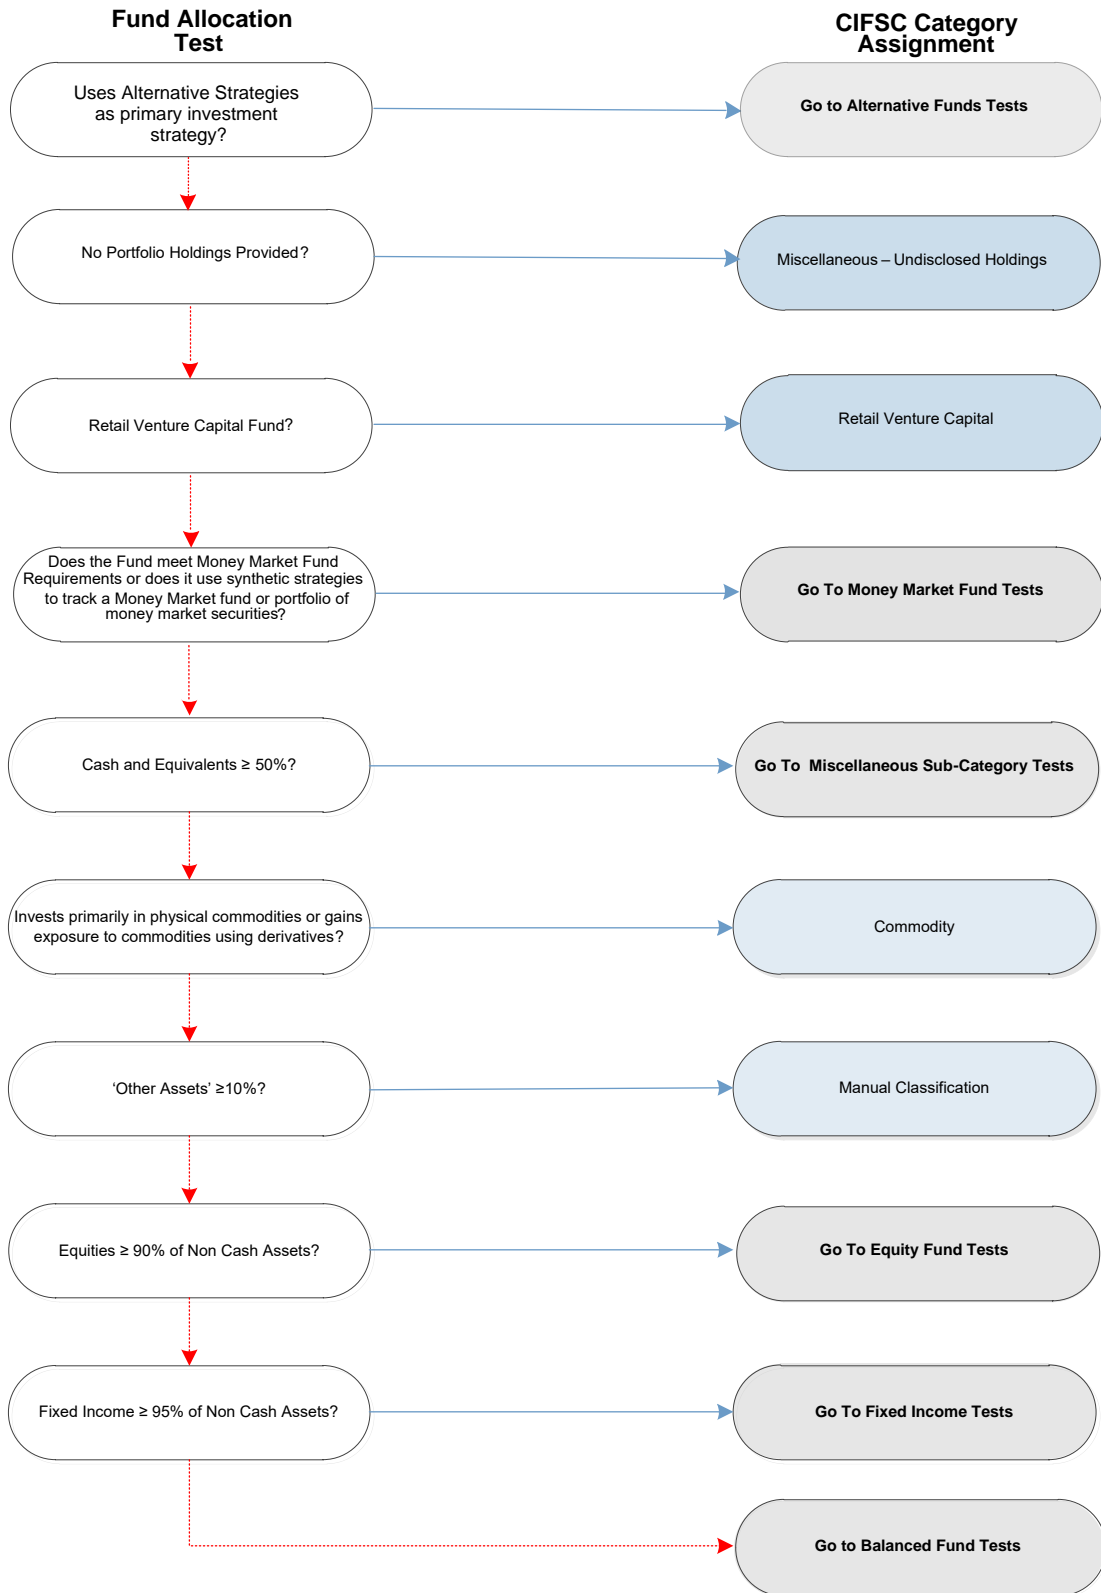 Fund Allocation
Test
CIFSC Category
Assignment
Uses Alternative Strategies
as primary investment
strategy?
Go to Alternative Funds Tests
No Portfolio Holdings Provided?
Miscellaneous – Undisclosed Holdings
Retail Venture Capital Fund?
Retail Venture Capital
Does the Fund meet Money Market Fund
Requirements or does it use synthetic strategies
to track a Money Market fund or portfolio of
money market securities?
Go To Money Market Fund Tests
Cash and Equivalents ≥ 50%?
Go To Miscellaneous Sub-Category Tests
Invests primarily in physical commodities or gains
exposure to commodities using derivatives?
Commodity
‘Other Assets’ ≥10%?
Manual Classification
Equities ≥ 90% of Non Cash Assets?
Go To Equity Fund Tests
Fixed Income ≥ 95% of Non Cash Assets?
Go To Fixed Income Tests
Go to Balanced Fund Tests